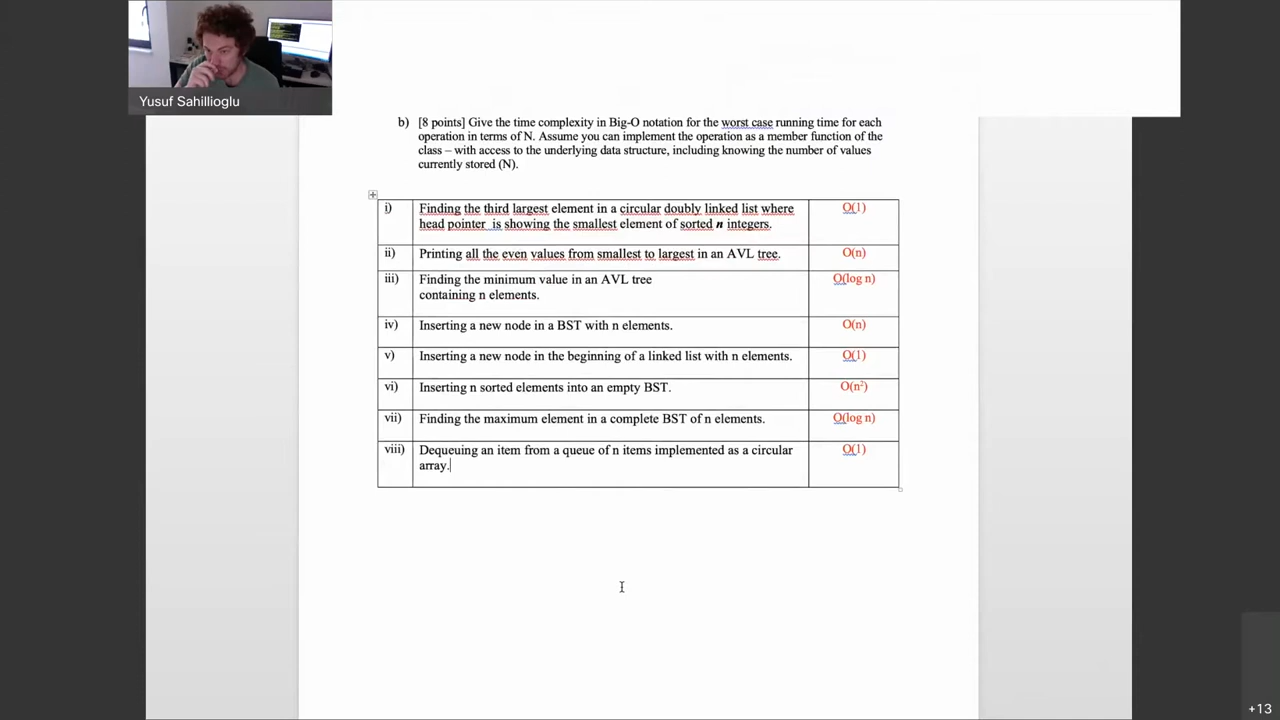 Yusuf Sahillioglu
b) [8 points] Give the time complexity in Big-O notation for the worst case running time for each
operation in terms of N. Assume you can implement the operation as a member function of the
class – with access to the underlying data structure, including knowing the number of values
currently stored (N).
i) Finding the third largest element in a circular doubly linked list where O(1)
head pointer is showing the smallest element of sorted n integers.
ii) Printing all the even values from smallest to largest in an AVL tree. O(n)
iii) Finding the minimum value in an AVL tree O(log n)
containing n elements.
iv) Inserting a new node in a BST with n elements. O(n)
v) Inserting a new node in the beginning of a linked list with n elements. O(1)
vi) Inserting n sorted elements into an empty BST. O(n²)
vii) Finding the maximum element in a complete BST of n elements. O(log n)
viii) Dequeuing an item from a queue of n items implemented as a circular O(1)
array.
+13